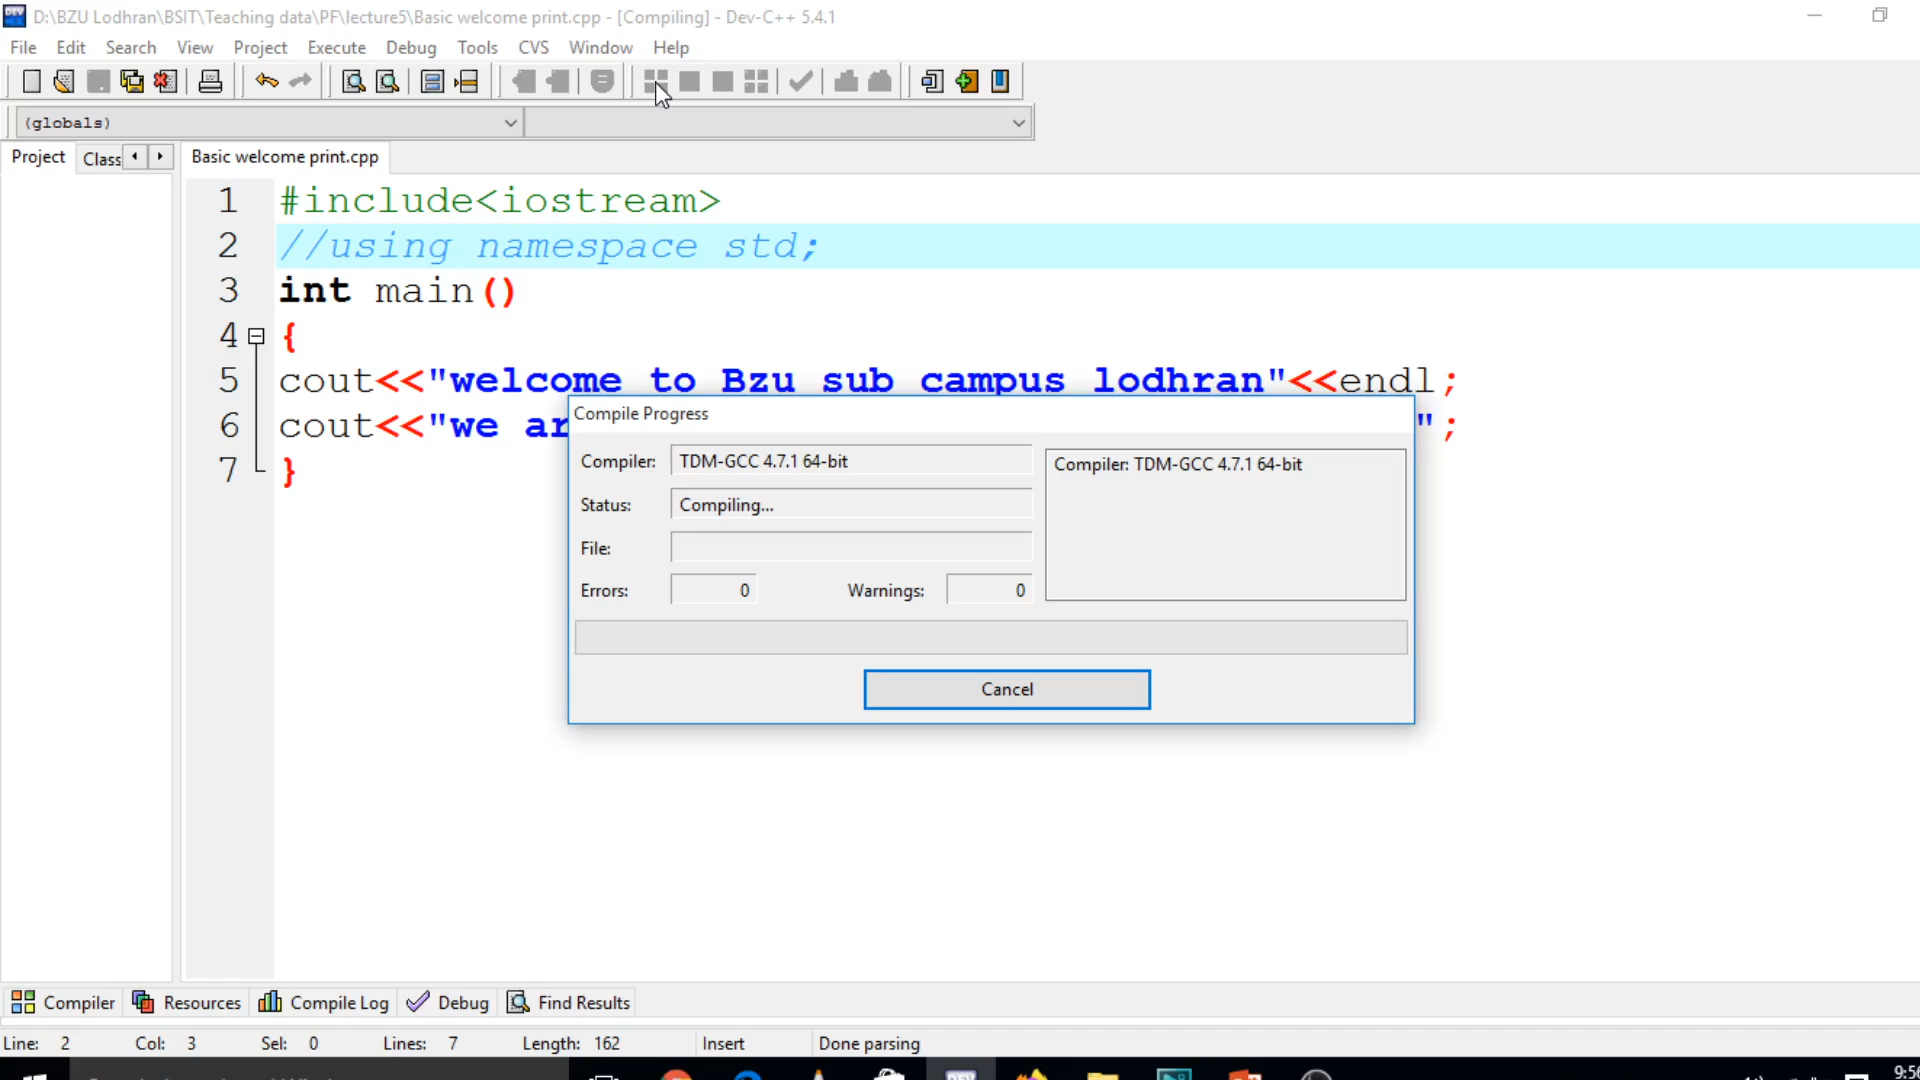 D:\BZU Lodhran\BSIT\Teaching data\PF\lecture5\Basic welcome print.cpp - [Compiling] - Dev-C++ 5.4.1
File Edit Search View Project Execute Debug Tools CVS Window Help
(globals)
Project Class Basic welcome print.cpp
1 #include<iostream>
2 //using namespace std;
3 int main()
4 {
5 cout<<"welcome to Bzu sub campus lodhran"<<endl;
6 cout<<"we ar ";
7 }
Compile Progress
Compiler: TDM-GCC 4.7.1 64-bit
Compiler: TDM-GCC 4.7.1 64-bit
Status: Compiling...
File:
Errors: 0 Warnings: 0
Cancel
Compiler Resources Compile Log Debug Find Results
Line: 2 Col: 3 Sel: 0 Lines: 7 Length: 162 Insert Done parsing
DEV
9:56